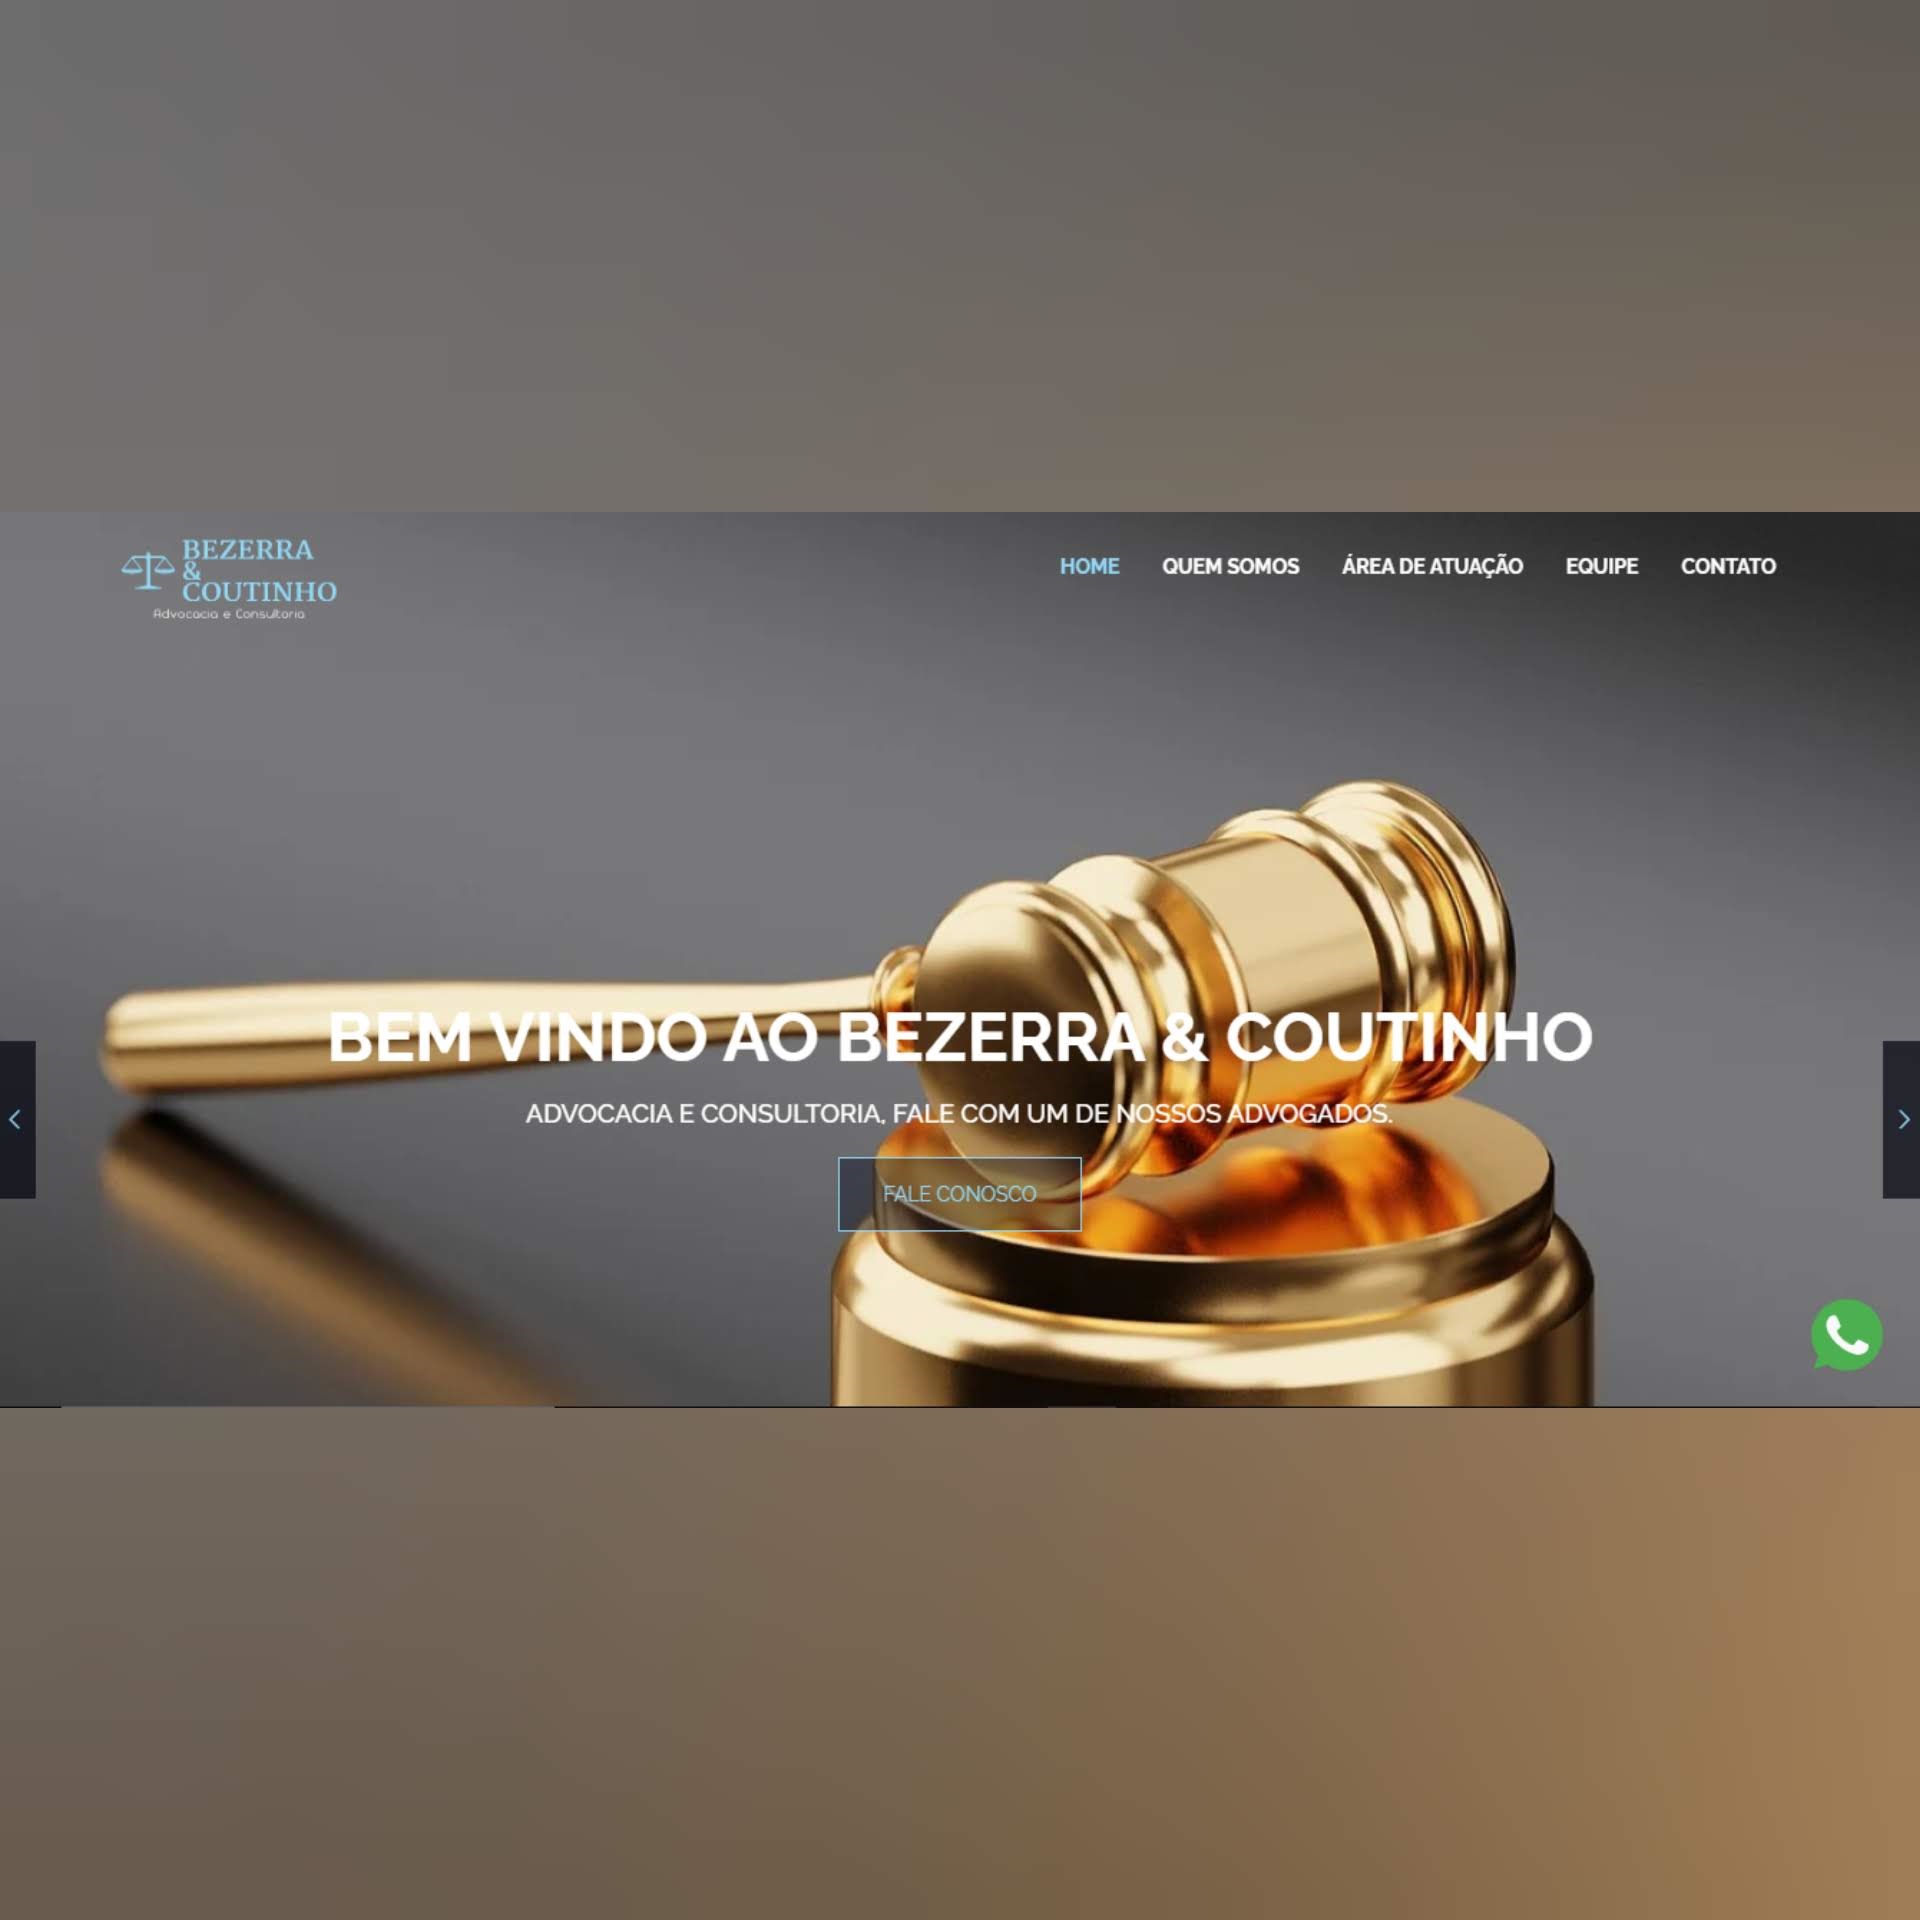 BEZERRA
&
COUTINHO
Advocacia e Consultoria
HOME QUEM SOMOS ÁREA DE ATUAÇÃO EQUIPE CONTATO
BEM VINDO AO BEZERRA & COUTINHO
ADVOCACIA E CONSULTORIA, FALE COM UM DE NOSSOS ADVOGADOS.
FALE CONOSCO